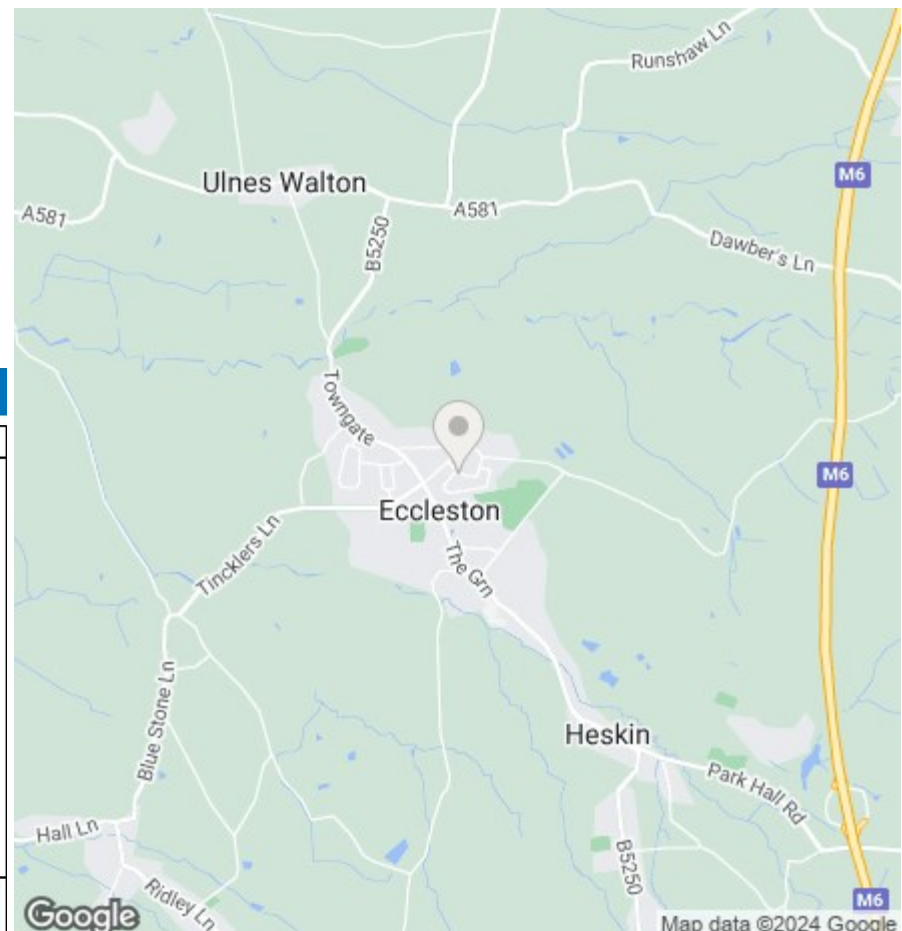 Runshaw Ln
M6
Ulnes Walton
A581
A581
B5250
Dawber's Ln
Towngate
M6
Eccleston
Tincklers Ln
The Grn
Blue Stone Ln
Heskin
Park Hall Rd
Hall Ln
B5250
Ridley Ln
M6
Google
Map data ©2024 Google